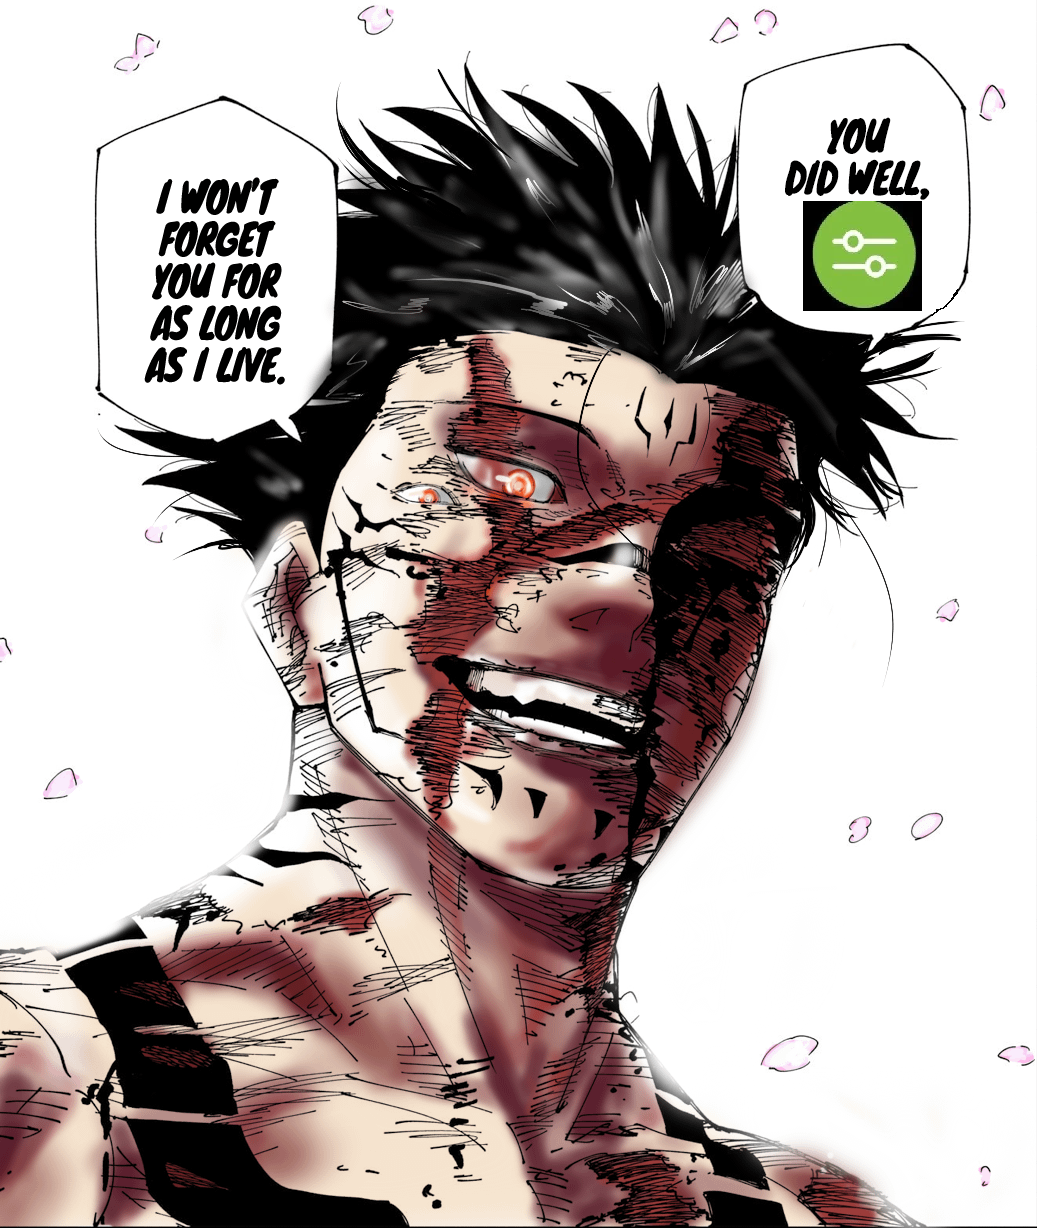 YOU
DID WELL,
I WON'T
FORGET
YOU FOR
AS LONG
AS I LIVE.